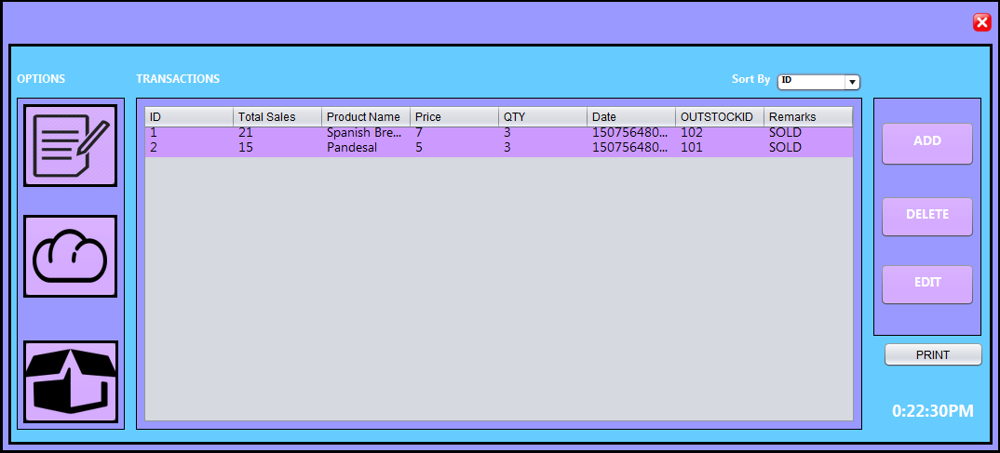 OPTIONS TRANSACTIONS Sort By ID
ID Total Sales Product Name Price QTY Date OUTSTOCKID Remarks
1 21 Spanish Bre... 7 3 150756480... 102 SOLD
2 15 Pandesal 5 3 150756480... 101 SOLD
ADD
DELETE
EDIT
PRINT
0:22:30PM